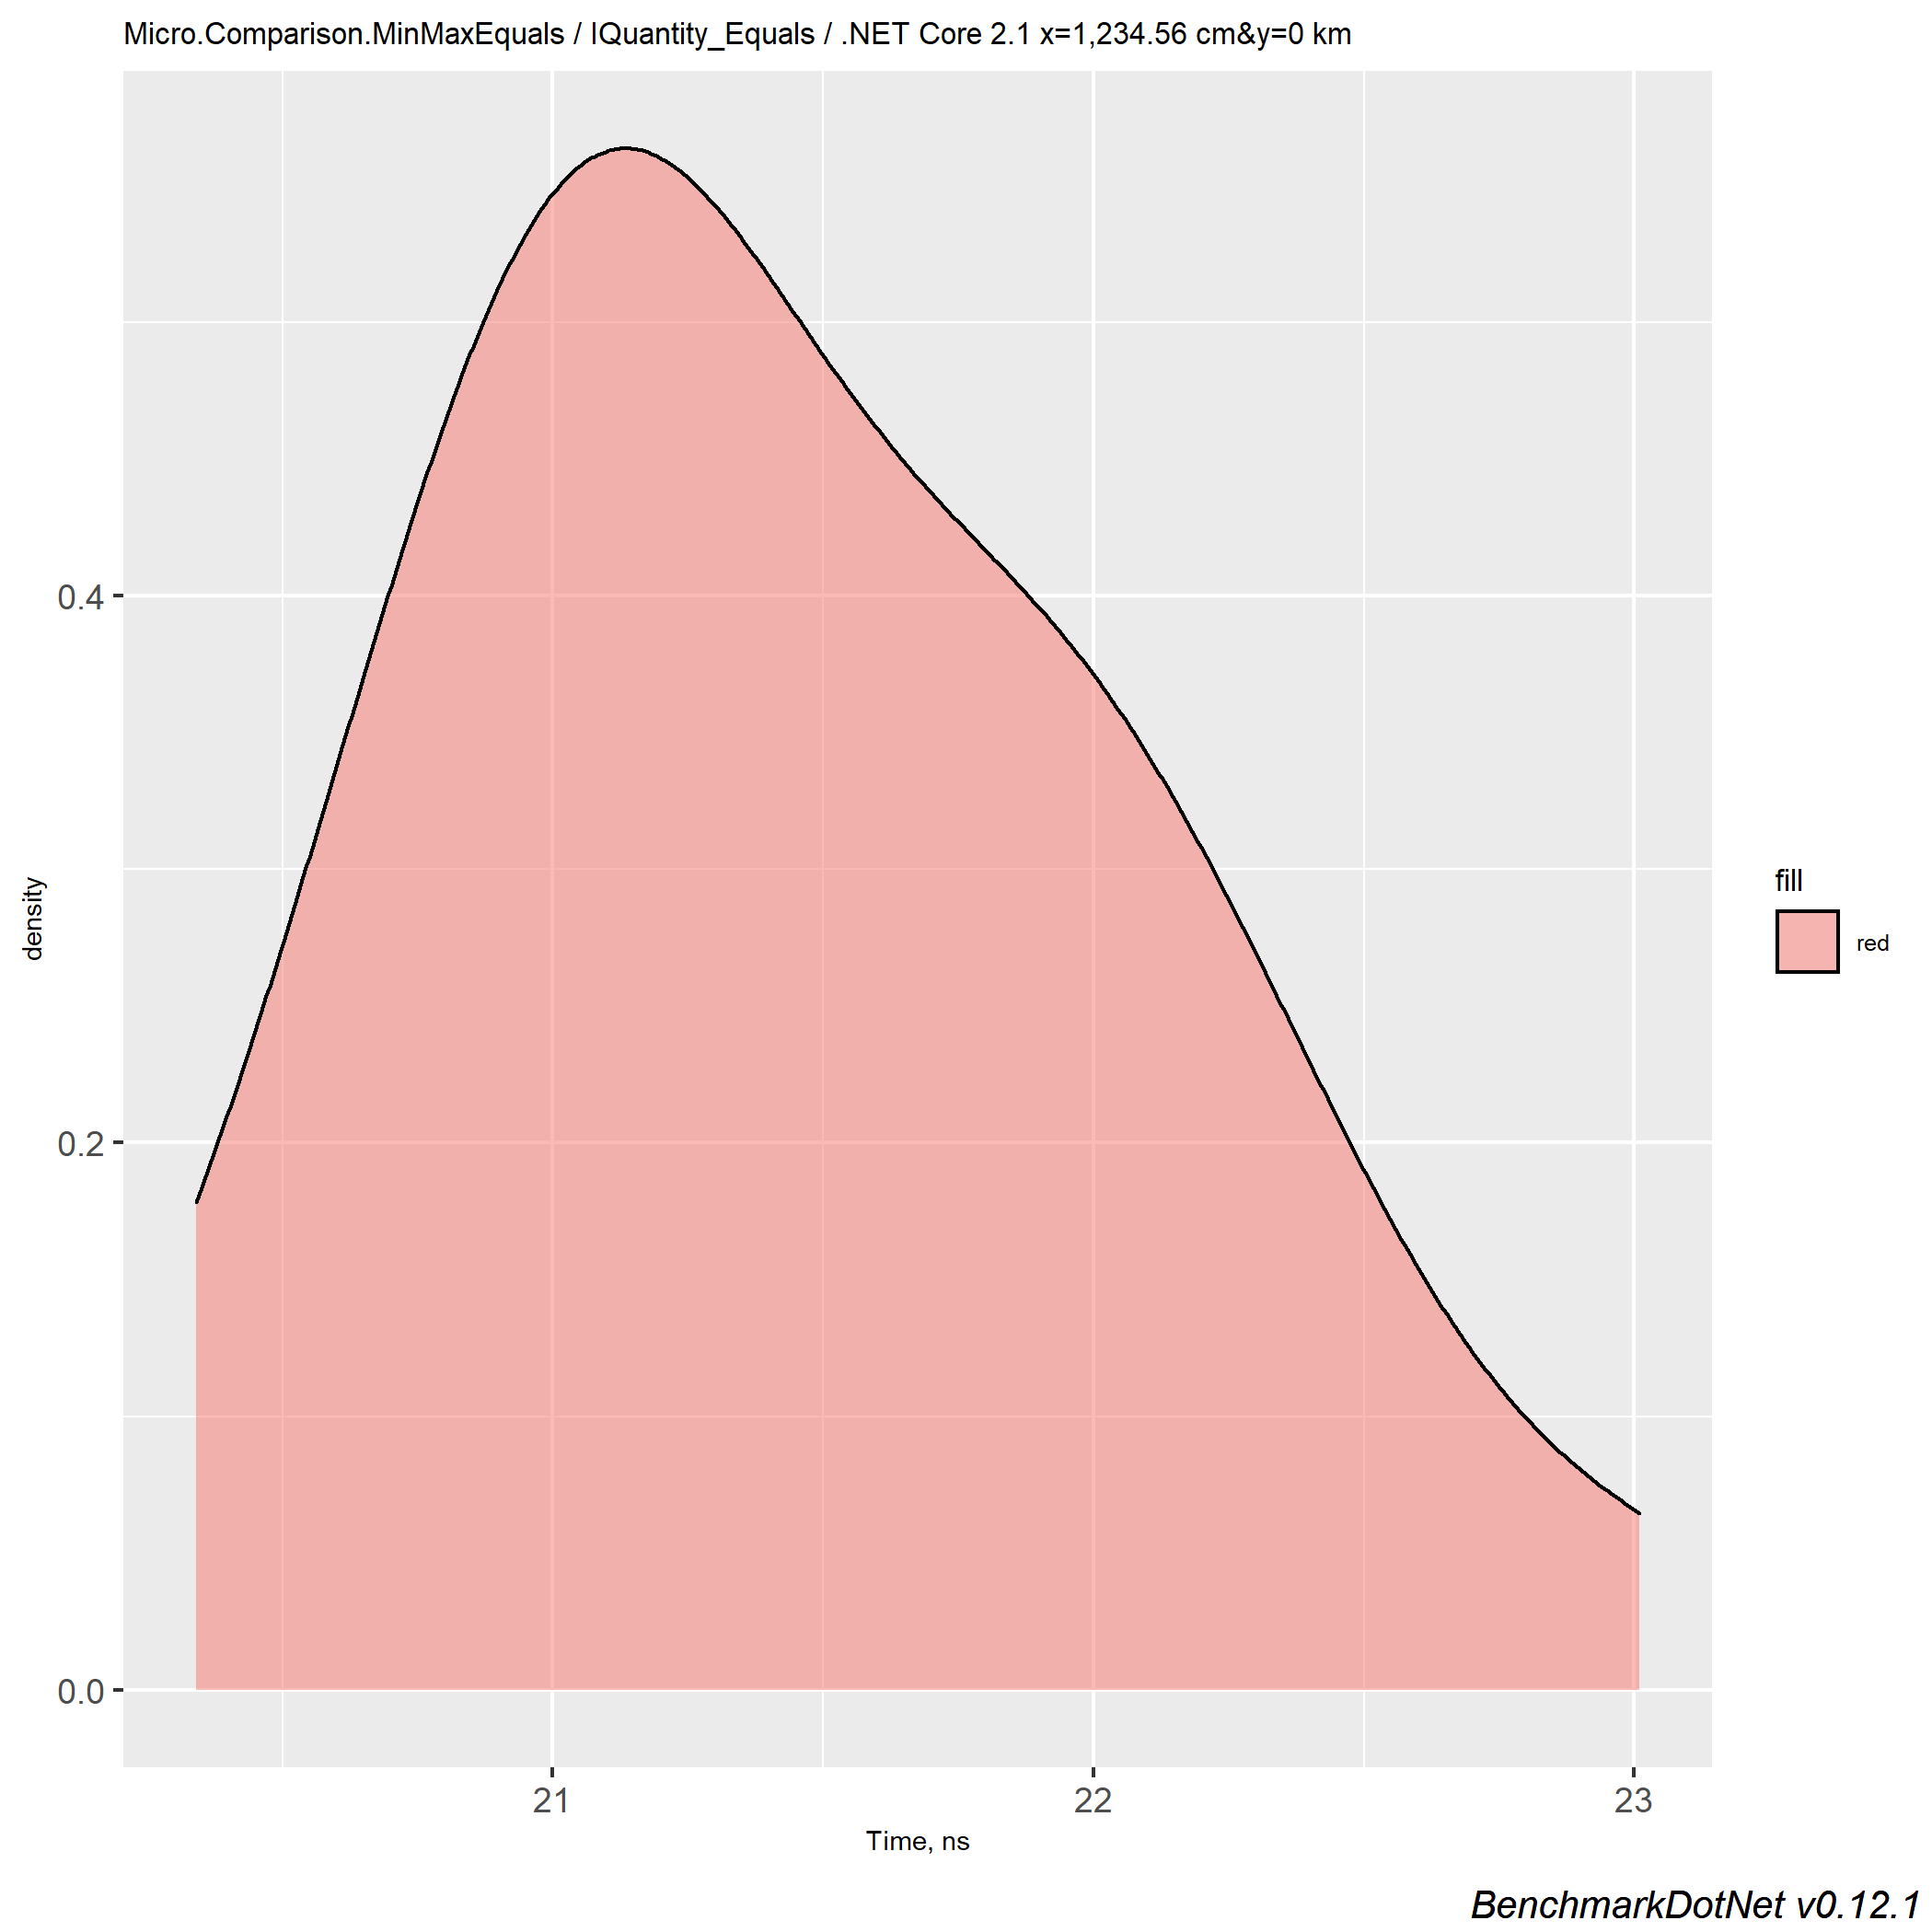 Micro.Comparison.MinMaxEquals / IQuantity_Equals / .NET Core 2.1 x=1,234.56 cm&y=0 km
0.4
0.2
0.0
density
21 22 23
Time, ns
fill
red
BenchmarkDotNet v0.12.1